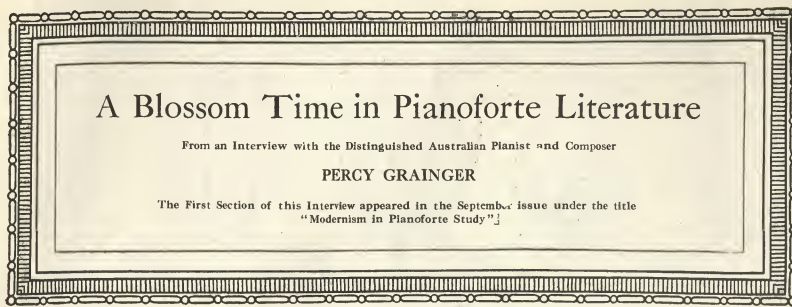 A Blossom Time in Pianoforte Literature
From an Interview with the Distinguished Australian Pianist and Composer
PERCY GRAINGER
The First Section of this Interview appeared in the September issue under the title
"Modernism in Pianoforte Study"